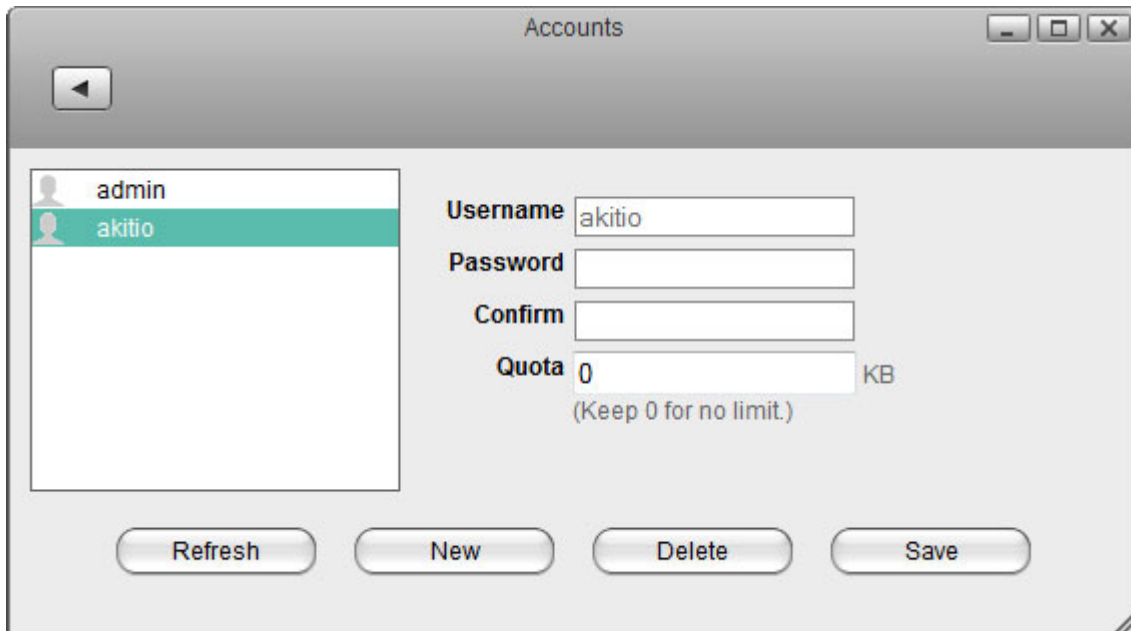 Accounts
admin
akitio
Username akitio
Password
Confirm
Quota 0 KB
(Keep 0 for no limit.)
Refresh New Delete Save